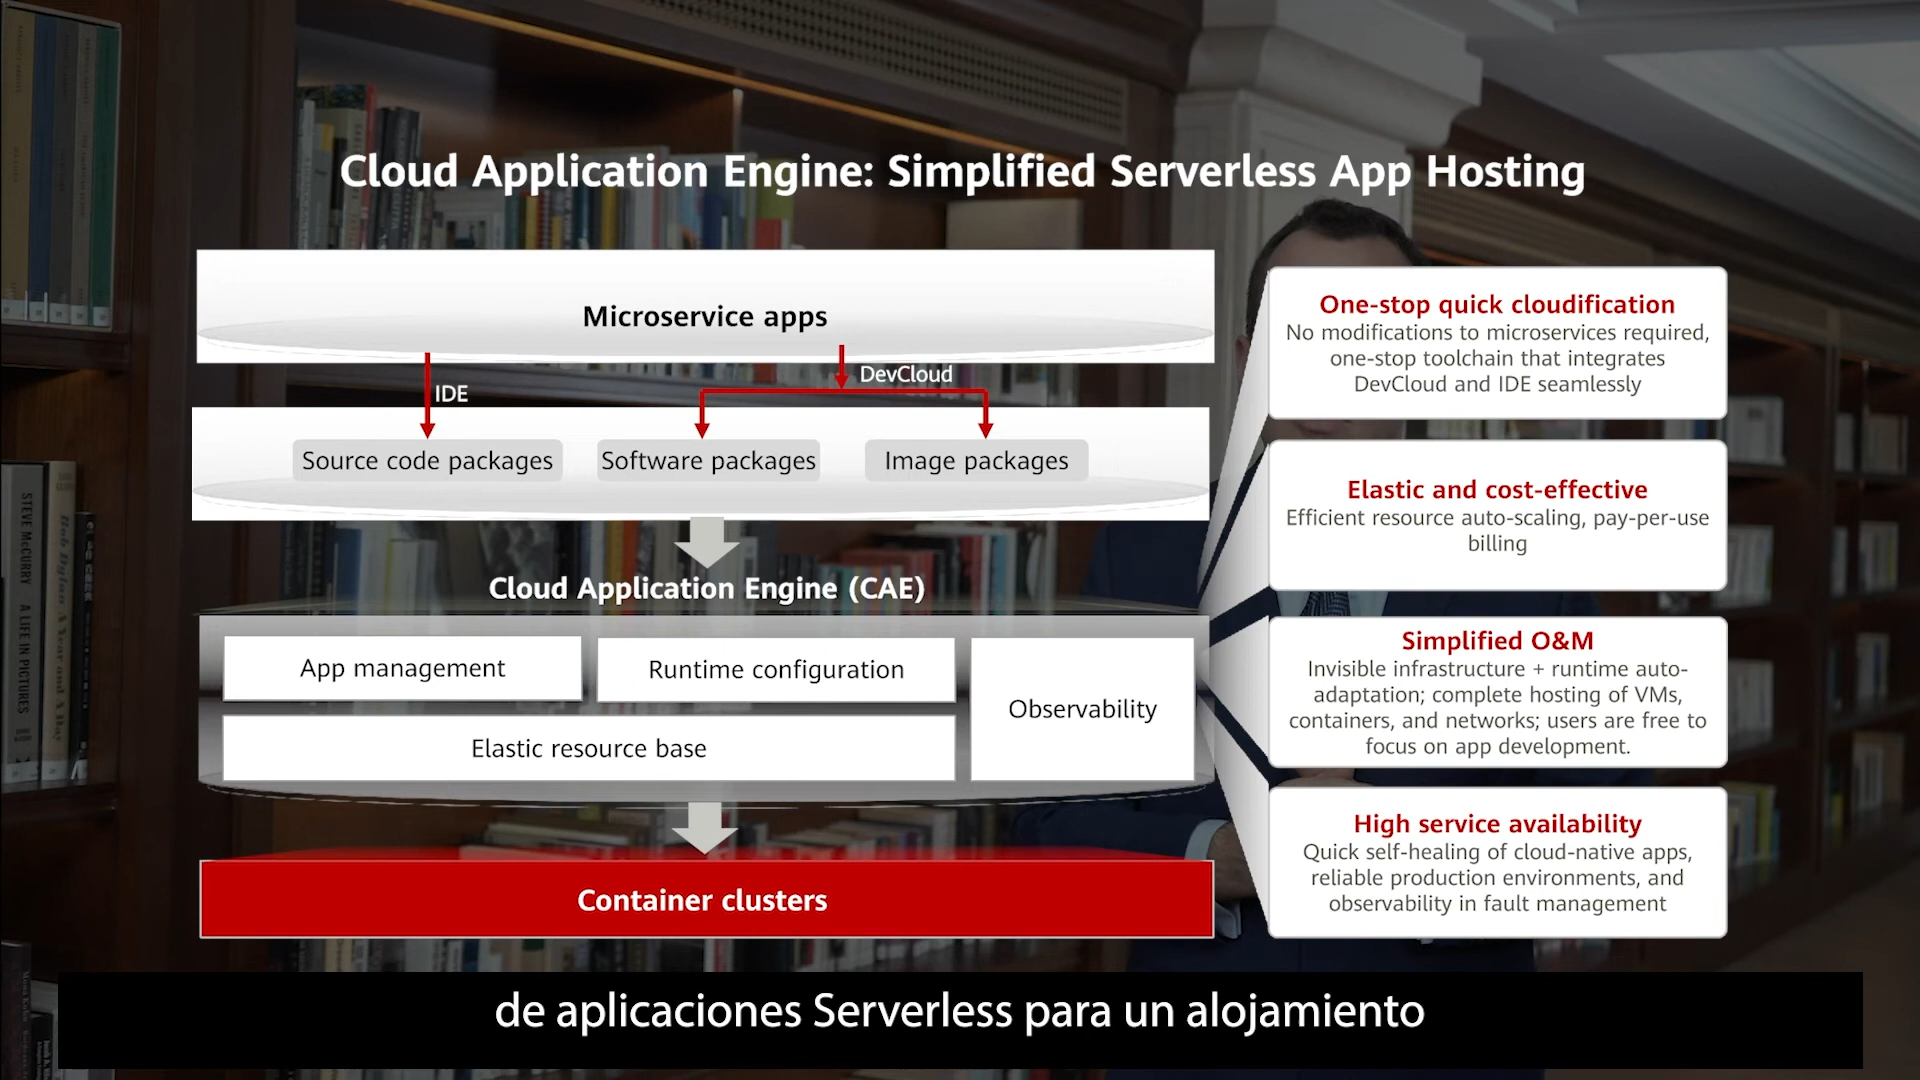 Cloud Application Engine: Simplified Serverless App Hosting
Microservice apps
IDE
DevCloud
Source code packages
Software packages
Image packages
Cloud Application Engine (CAE)
App management
Runtime configuration
Observability
Elastic resource base
Container clusters
One-stop quick cloudification
No modifications to microservices required,
one-stop toolchain that integrates
DevCloud and IDE seamlessly
Elastic and cost-effective
Efficient resource auto-scaling, pay-per-use
billing
Simplified O&M
Invisible infrastructure + runtime auto-
adaptation; complete hosting of VMs,
containers, and networks; users are free to
focus on app development.
High service availability
Quick self-healing of cloud-native apps,
reliable production environments, and
observability in fault management
STEVE McCURRY
A LIFE IN PICTURES
de aplicaciones Serverless para un alojamiento